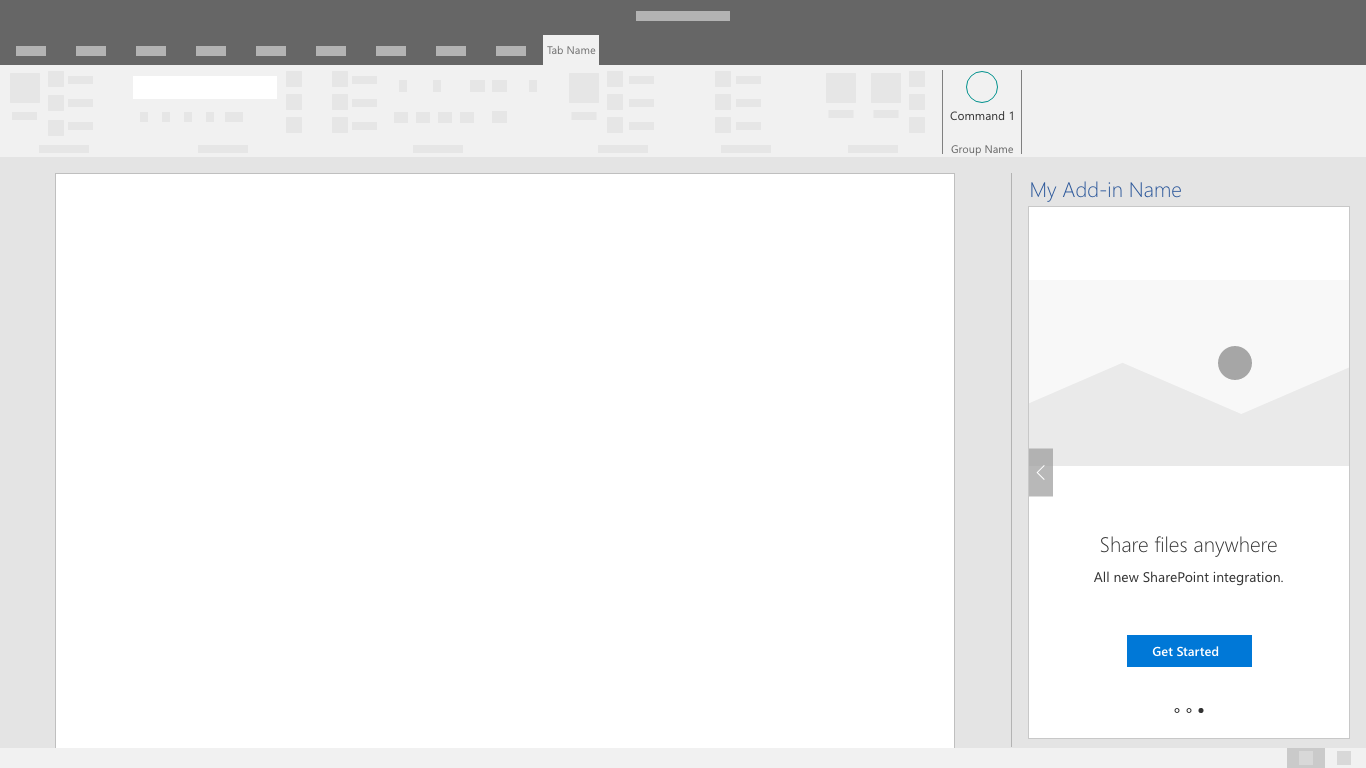 Tab Name
Command 1
Group Name
My Add-in Name
Share files anywhere
All new SharePoint integration.
Get Started